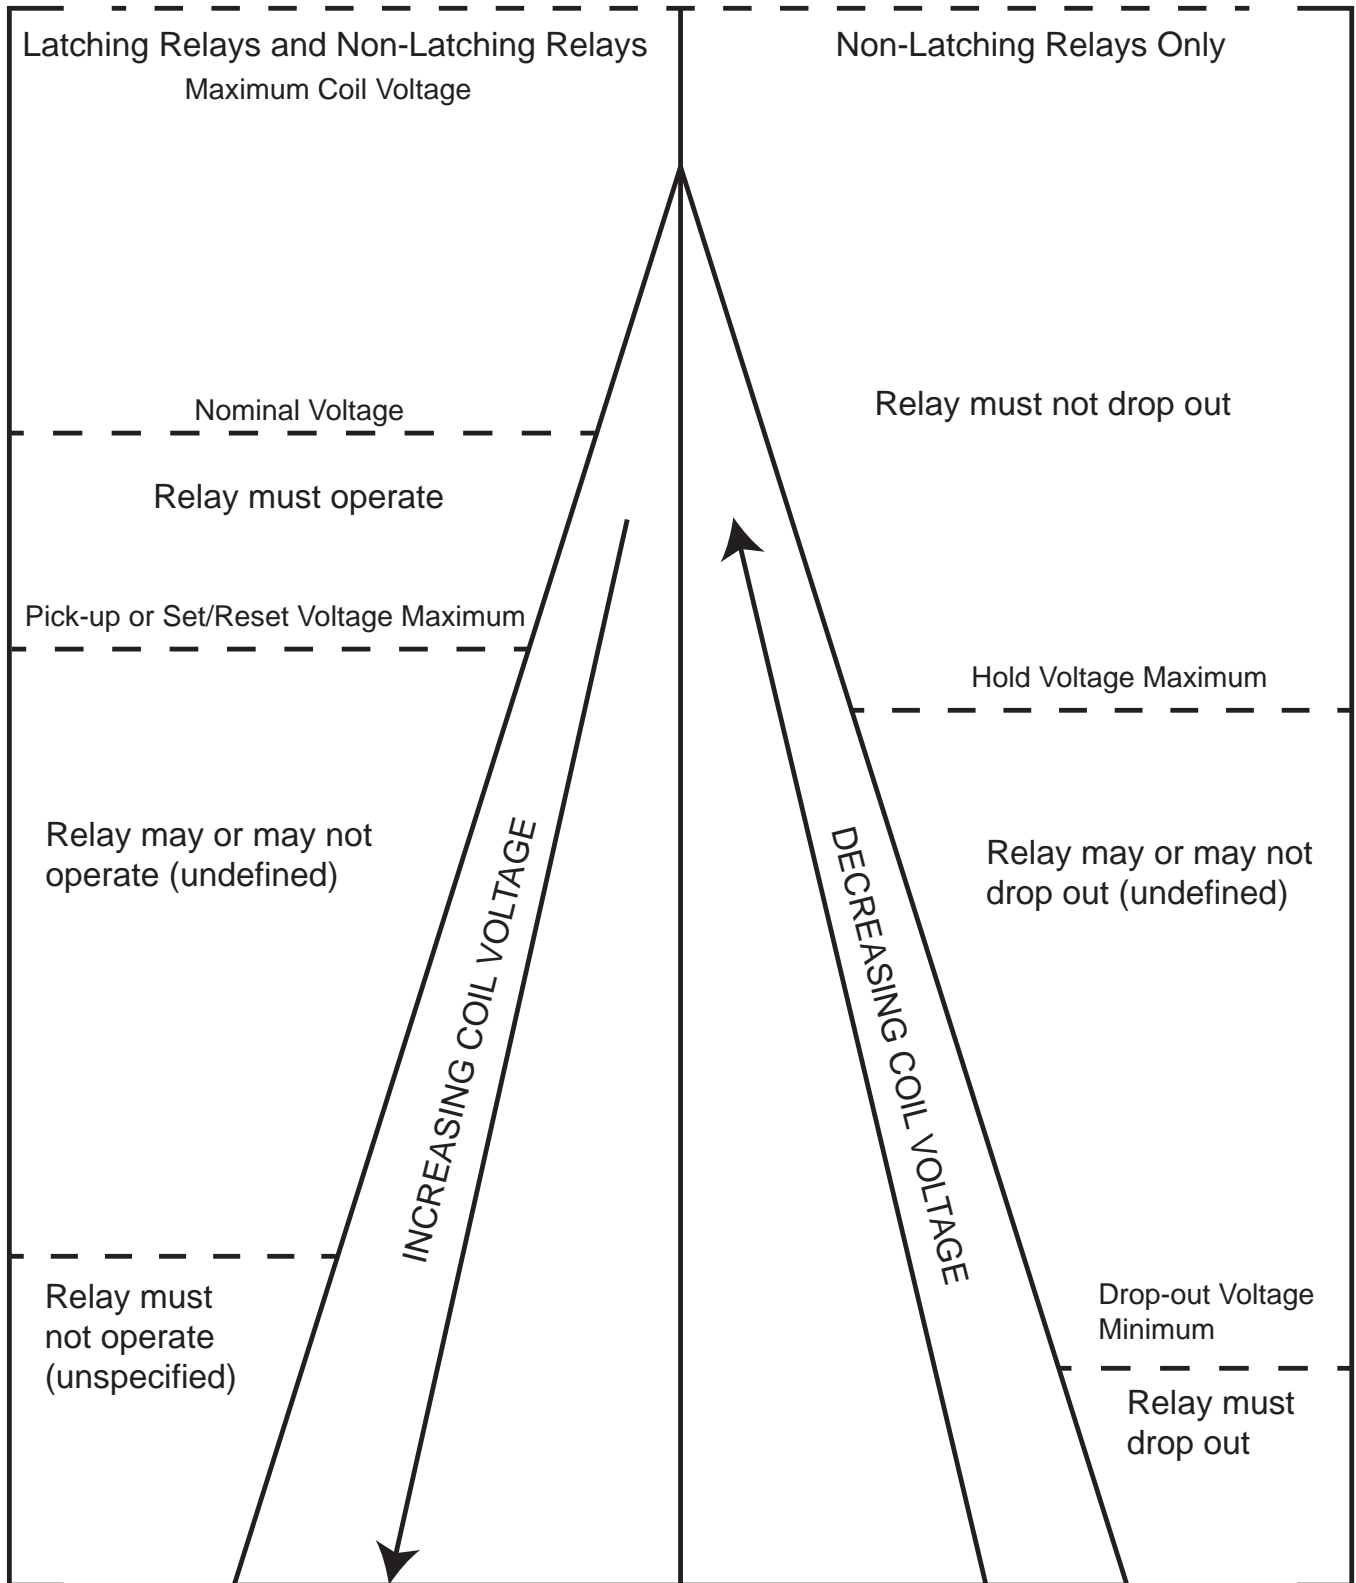 Latching Relays and Non-Latching Relays
Maximum Coil Voltage
Nominal Voltage
Relay must operate
Pick-up or Set/Reset Voltage Maximum
Relay may or may not
operate (undefined)
INCREASING COIL VOLTAGE
Relay must
not operate
(unspecified)
Non-Latching Relays Only
Relay must not drop out
Hold Voltage Maximum
Relay may or may not
drop out (undefined)
DECREASING COIL VOLTAGE
Drop-out Voltage
Minimum
Relay must
drop out